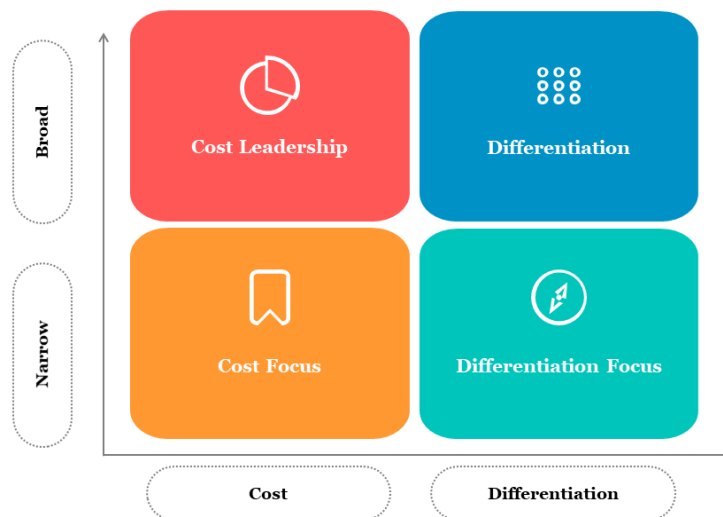 Broad
Cost Leadership
Differentiation
Narrow
Cost Focus
Differentiation Focus
Cost
Differentiation